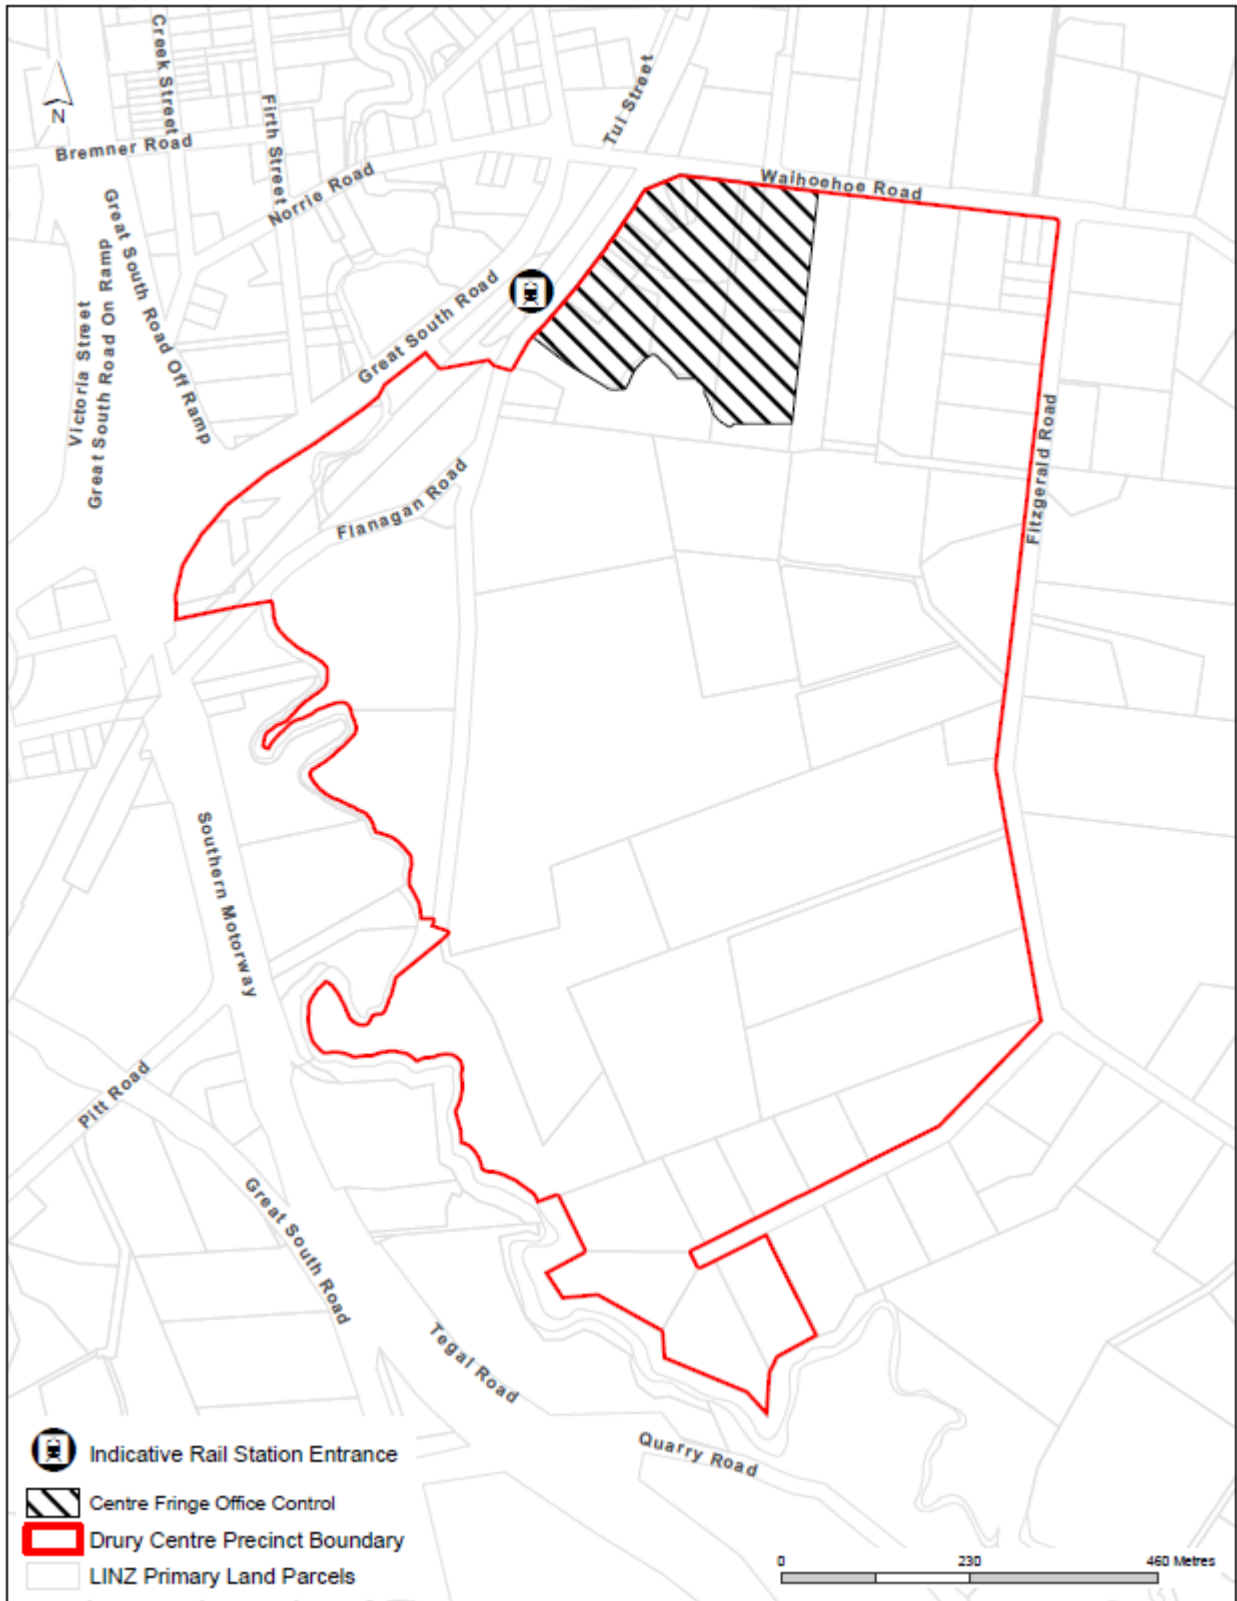 Creek Street
Firth Street
Tui Street
N
Bremner Road
Norrie Road
Waihoehoe Road
Great South Road Off Ramp
Great South Road On Ramp
Victoria Street
Great South Road
Fitzgerald Road
Flanagan Road
Southern Motorway
Pitt Road
Great South Road
Tegal Road
Quarry Road
Indicative Rail Station Entrance
Centre Fringe Office Control
Drury Centre Precinct Boundary
LINZ Primary Land Parcels
0 230 460 Metres